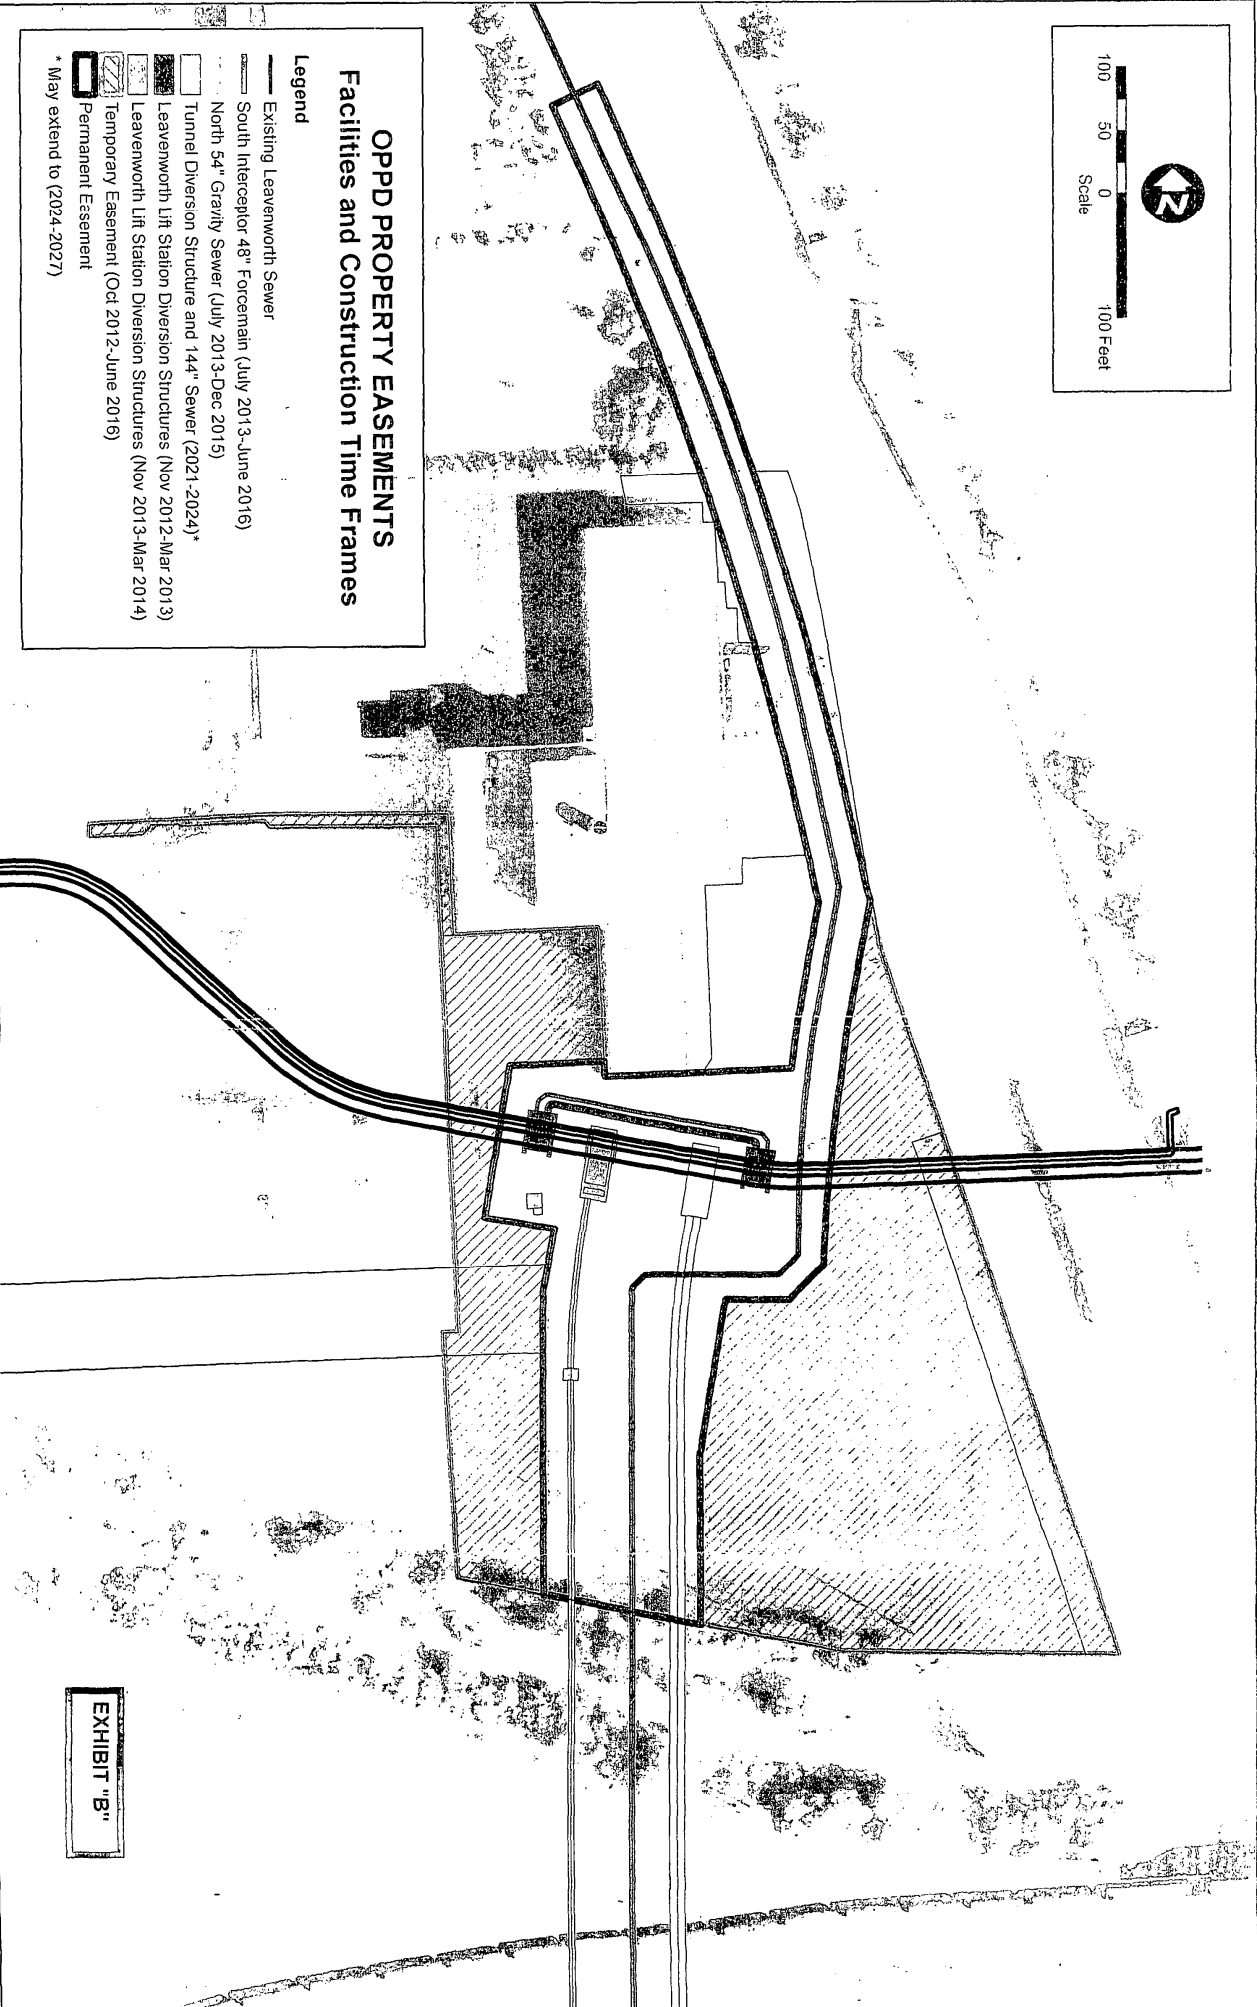 100 50 0 100 Feet
Scale
N
OPPD PROPERTY EASEMENTS
Facilities and Construction Time Frames
Legend
Existing Leavenworth Sewer
South Interceptor 48" Forcemain (July 2013-June 2016)
North 54" Gravity Sewer (July 2013-Dec 2015)
Tunnel Diversion Structure and 144" Sewer (2021-2024)*
Leavenworth Lift Station Diversion Structures (Nov 2012-Mar 2013)
Leavenworth Lift Station Diversion Structures (Nov 2013-Mar 2014)
Temporary Easement (Oct 2012-June 2016)
Permanent Easement
* May extend to (2024-2027)
EXHIBIT "B"